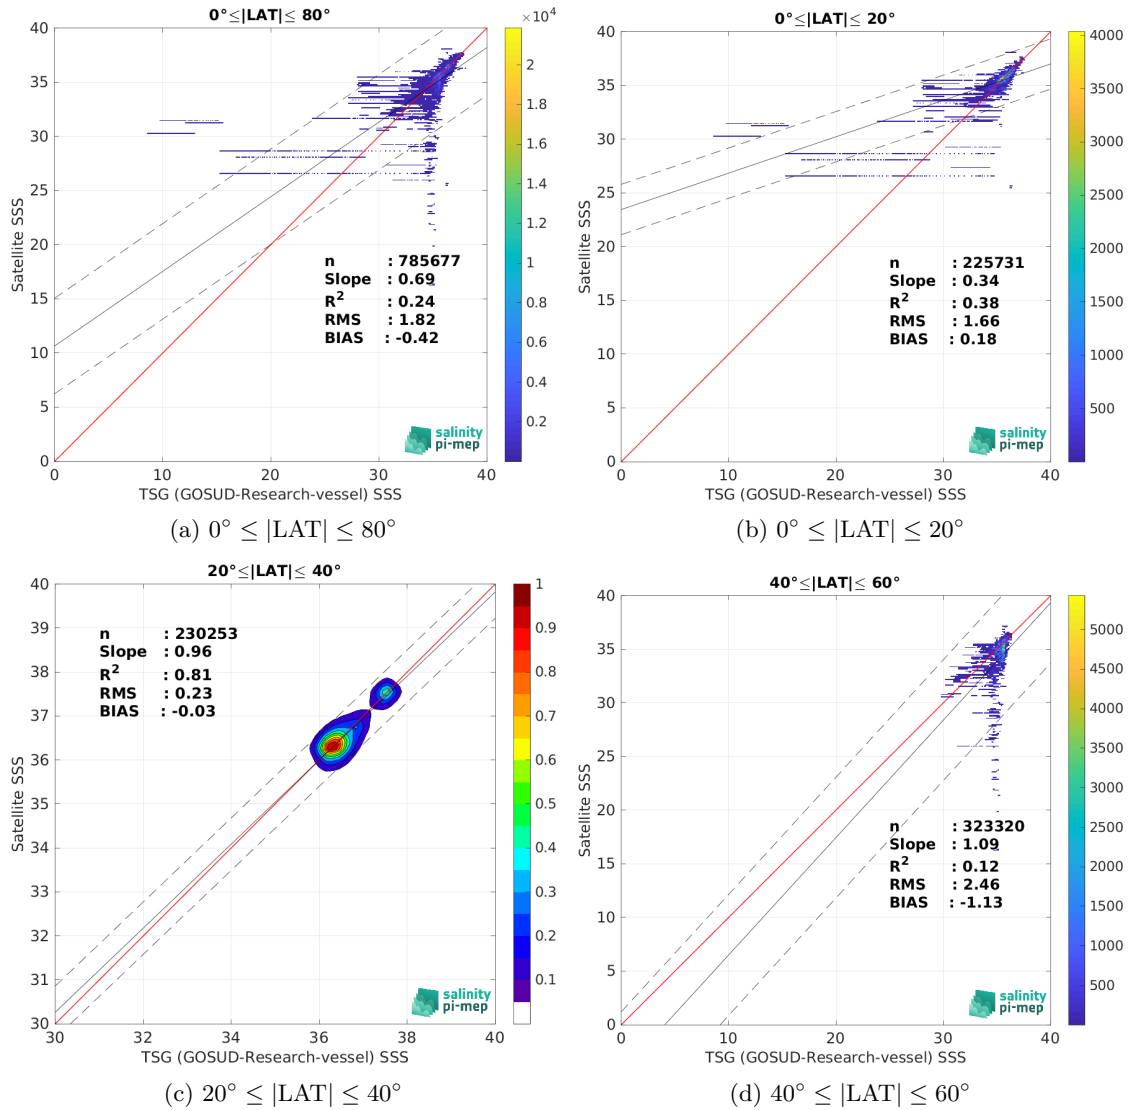 0°≤|LAT|≤ 80°
×10⁴
40
35
30
25
20
15
10
5
0
Satellite SSS
n : 785677
Slope : 0.69
R² : 0.24
RMS : 1.82
BIAS : -0.42
salinity
pi-mep
0 10 20 30 40
TSG (GOSUD-Research-vessel) SSS
2
1.8
1.6
1.4
1.2
1
0.8
0.6
0.4
0.2
(a) 0° ≤ |LAT| ≤ 80°
0°≤|LAT|≤ 20°
40
35
30
25
20
15
10
5
0
Satellite SSS
n : 225731
Slope : 0.34
R² : 0.38
RMS : 1.66
BIAS : 0.18
salinity
pi-mep
0 10 20 30 40
TSG (GOSUD-Research-vessel) SSS
4000
3500
3000
2500
2000
1500
1000
500
(b) 0° ≤ |LAT| ≤ 20°
20°≤|LAT|≤ 40°
40
39
38
37
36
35
34
33
32
31
30
Satellite SSS
n : 230253
Slope : 0.96
R² : 0.81
RMS : 0.23
BIAS : -0.03
salinity
pi-mep
30 32 34 36 38 40
TSG (GOSUD-Research-vessel) SSS
1
0.9
0.8
0.7
0.6
0.5
0.4
0.3
0.2
0.1
(c) 20° ≤ |LAT| ≤ 40°
40°≤|LAT|≤ 60°
40
35
30
25
20
15
10
5
0
Satellite SSS
n : 323320
Slope : 1.09
R² : 0.12
RMS : 2.46
BIAS : -1.13
salinity
pi-mep
0 10 20 30 40
TSG (GOSUD-Research-vessel) SSS
5000
4500
4000
3500
3000
2500
2000
1500
1000
500
(d) 40° ≤ |LAT| ≤ 60°